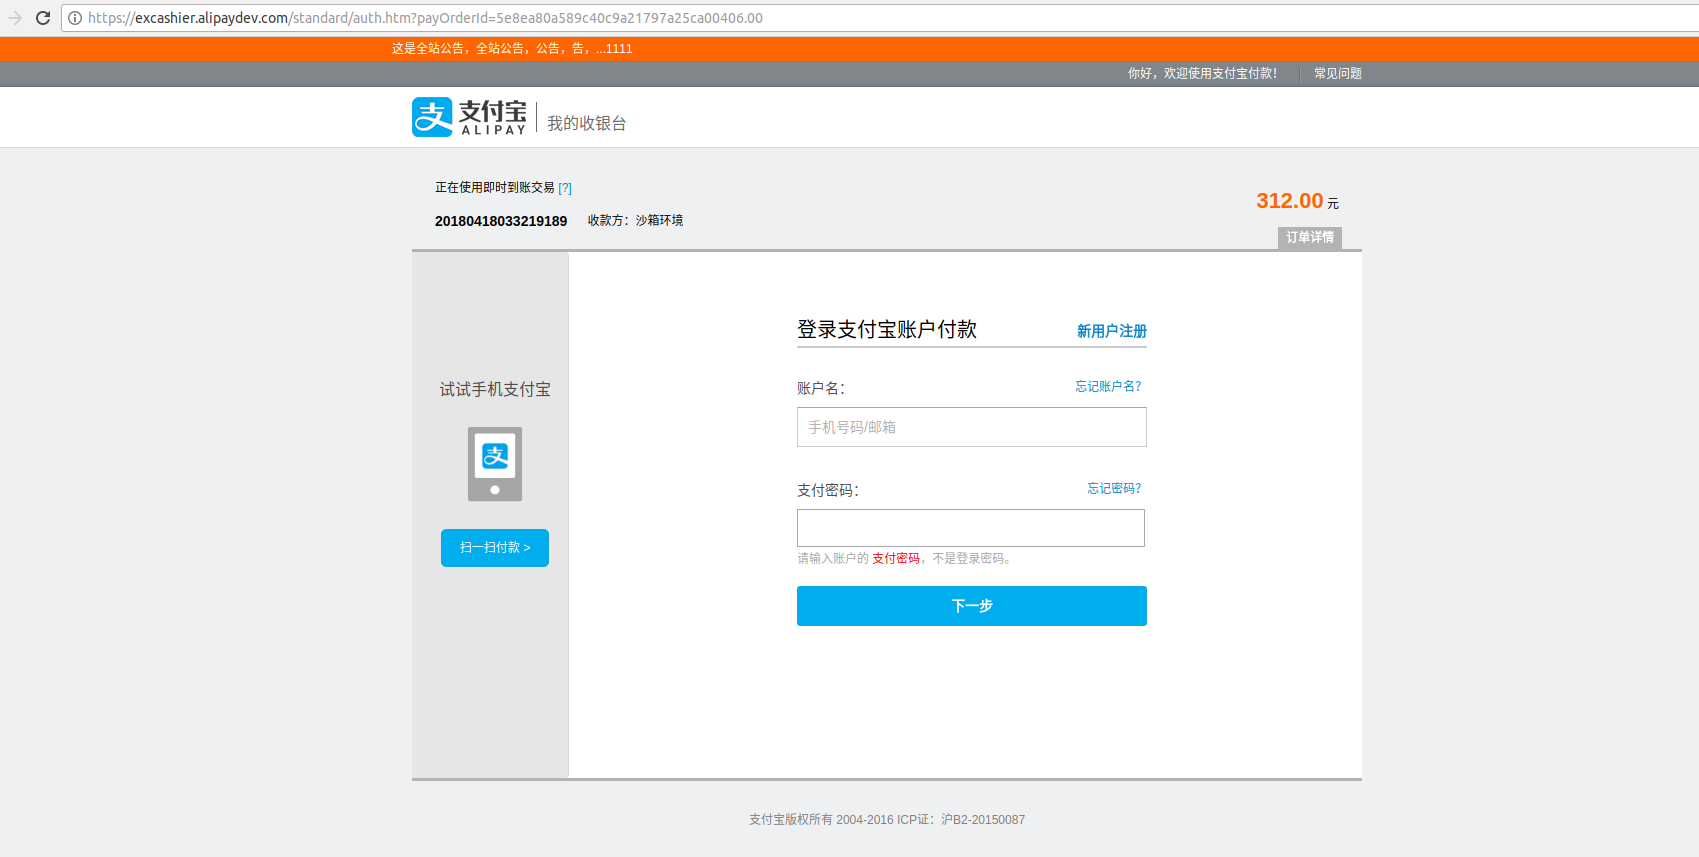 https://excashier.alipaydev.com/standard/auth.htm?payOrderId=5e8ea80a589c40c9a21797a25ca00406.00
这是全站公告，全站公告，公告，告，...1111
你好，欢迎使用支付宝付款！ 常见问题
支 支付宝 ALIPAY 我的收银台
正在使用即时到账交易 [?]
312.00 元
20180418033219189 收款方：沙箱环境
订单详情
登录支付宝账户付款 新用户注册
试试手机支付宝
支
扫一扫付款 >
账户名： 忘记账户名?
手机号码/邮箱
支付密码： 忘记密码?
请输入账户的 支付密码，不是登录密码。
下一步
支付宝版权所有 2004-2016 ICP证：沪B2-20150087